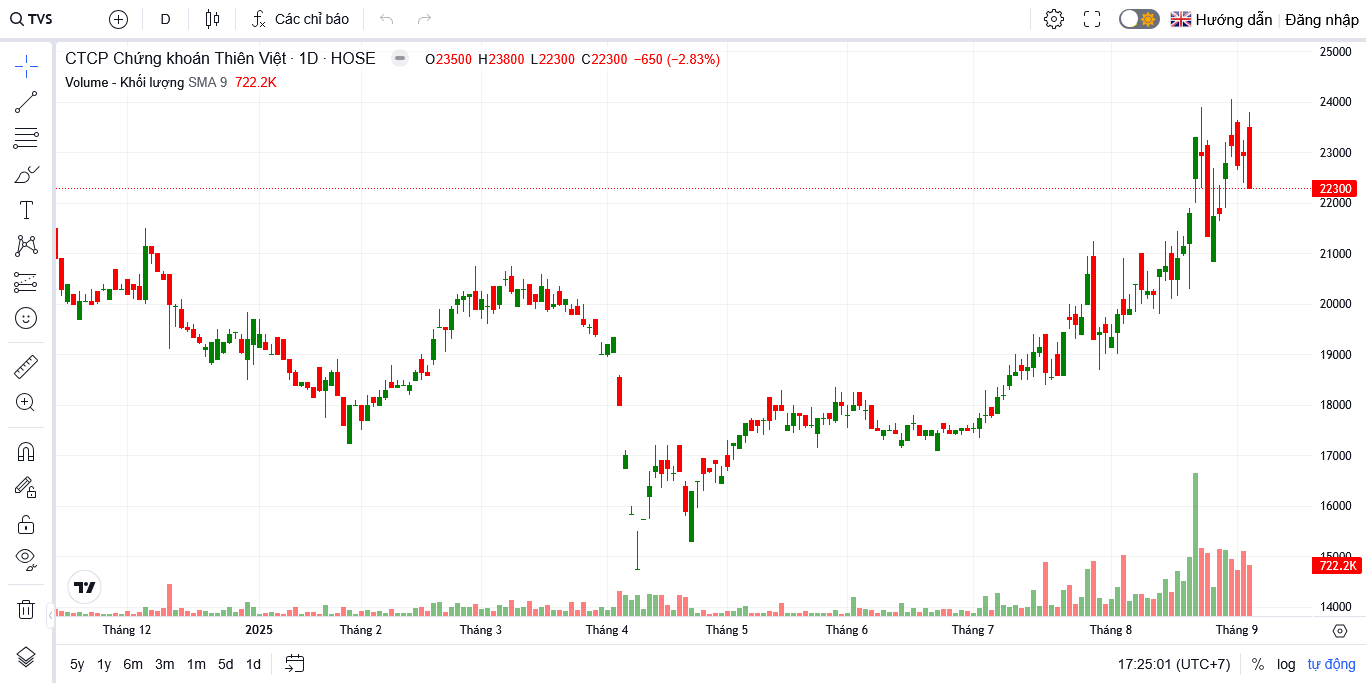 TVS D Các chỉ báo Hướng dẫn Đăng nhập
CTCP Chứng khoán Thiên Việt · 1D · HOSE O23500 H23800 L22300 C22300 −650 (−2.83%)
Volume - Khối lượng SMA 9 722.2K
25000
24000
23000
22300
22000
21000
20000
19000
18000
17000
16000
15000
722.2K
14000
Tháng 12 2025 Tháng 2 Tháng 3 Tháng 4 Tháng 5 Tháng 6 Tháng 7 Tháng 8 Tháng 9
5y 1y 6m 3m 1m 5d 1d 17:25:01 (UTC+7) % log tự động